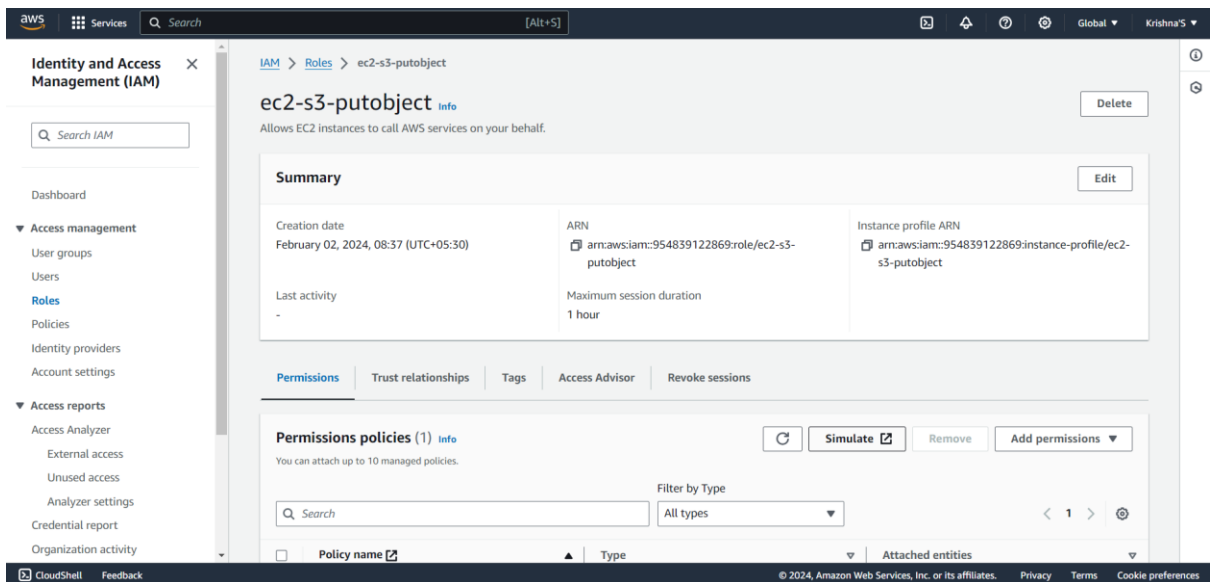 aws Services Search [Alt+S] Global Krishna'S
Identity and Access
Management (IAM)
Search IAM
Dashboard
Access management
User groups
Users
Roles
Policies
Identity providers
Account settings
Access reports
Access Analyzer
External access
Unused access
Analyzer settings
Credential report
Organization activity
IAM > Roles > ec2-s3-putobject
ec2-s3-putobject Info
Delete
Allows EC2 instances to call AWS services on your behalf.
Summary
Edit
Creation date
February 02, 2024, 08:37 (UTC+05:30)
ARN
arn:aws:iam::954839122869:role/ec2-s3-
putobject
Instance profile ARN
arn:aws:iam::954839122869:instance-profile/ec2-
s3-putobject
Last activity
-
Maximum session duration
1 hour
Permissions Trust relationships Tags Access Advisor Revoke sessions
Permissions policies (1) Info
Simulate Remove Add permissions
You can attach up to 10 managed policies.
Filter by Type
Search All types < 1 >
Policy name Type Attached entities
CloudShell Feedback © 2024, Amazon Web Services, Inc. or its affiliates. Privacy Terms Cookie preferences